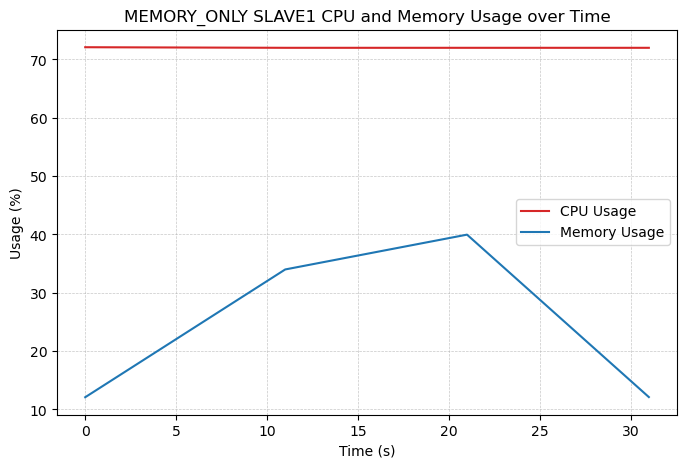 MEMORY_ONLY SLAVE1 CPU and Memory Usage over Time
Usage (%)
70
60
50
40
30
20
10
CPU Usage
Memory Usage
0
5
10
15
20
25
30
Time (s)